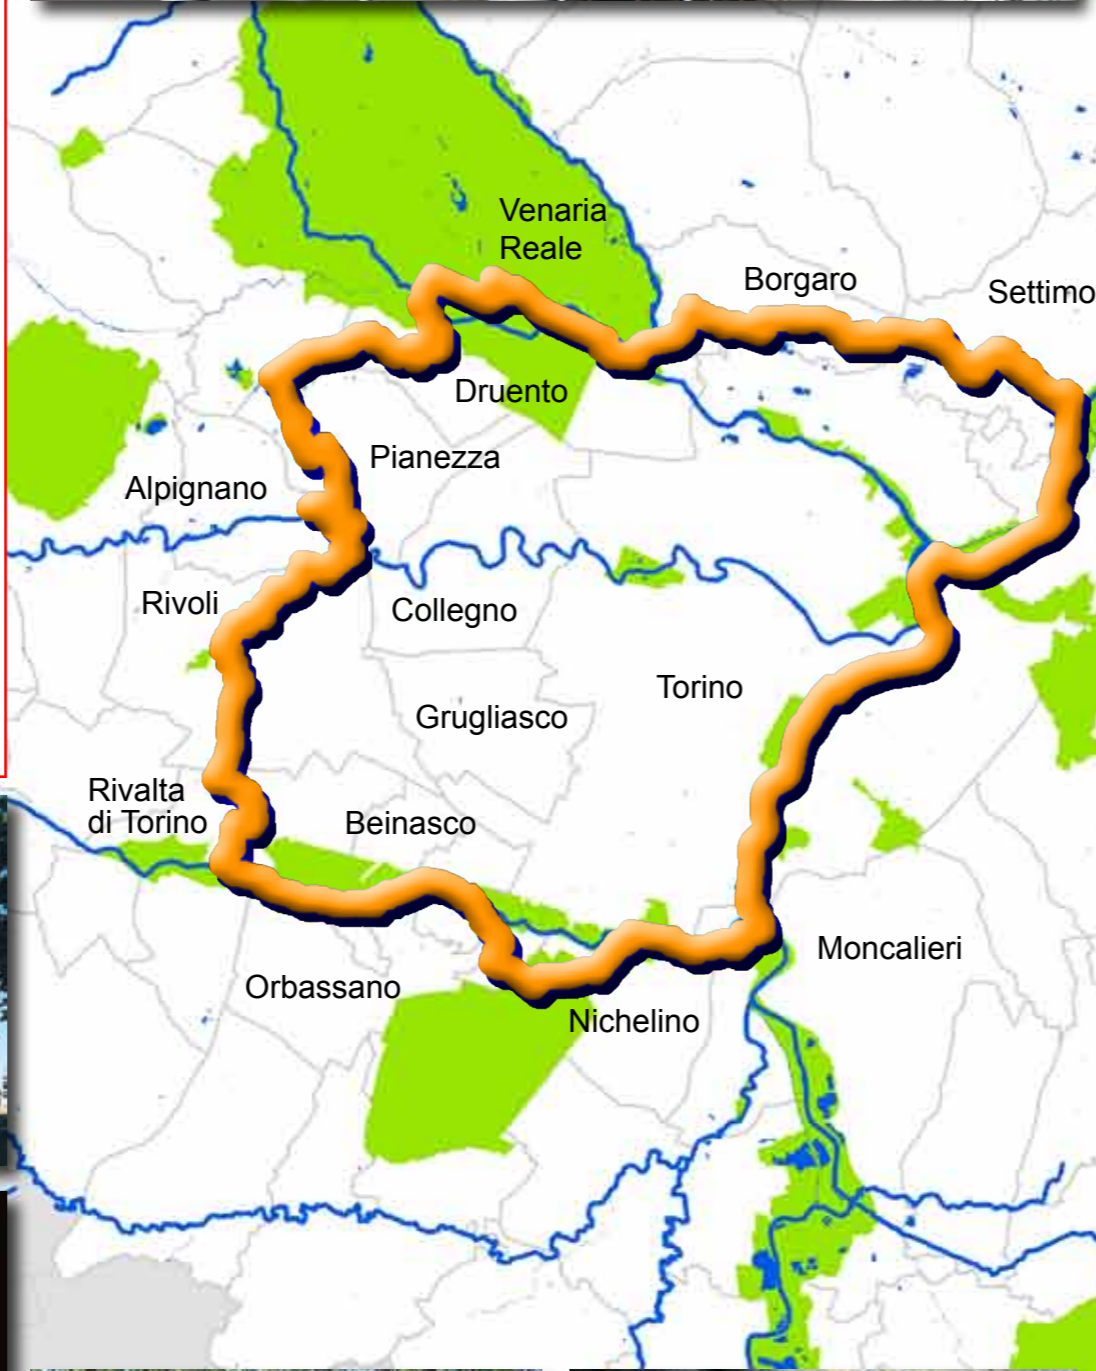 Venaria
Reale
Borgaro
Settimo
Druento
Pianezza
Alpignano
Rivoli
Collegno
Torino
Grugliasco
Rivalta
di Torino
Beinasco
Moncalieri
Orbassano
Nichelino